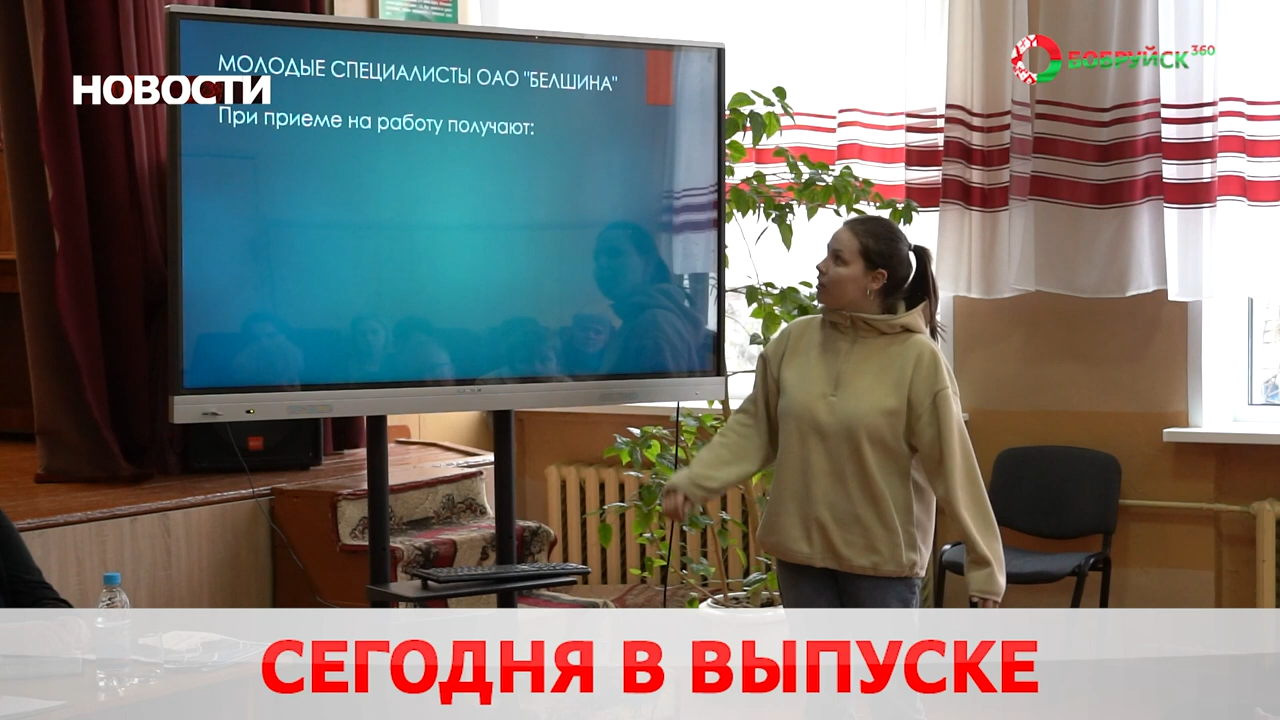 МОЛОДЫЕ СПЕЦИАЛИСТЫ ОАО "БЕЛШИНА"
При приеме на работу получают:
НОВОСТИ
БОБРУЙСК 360
СЕГОДНЯ В ВЫПУСКЕ